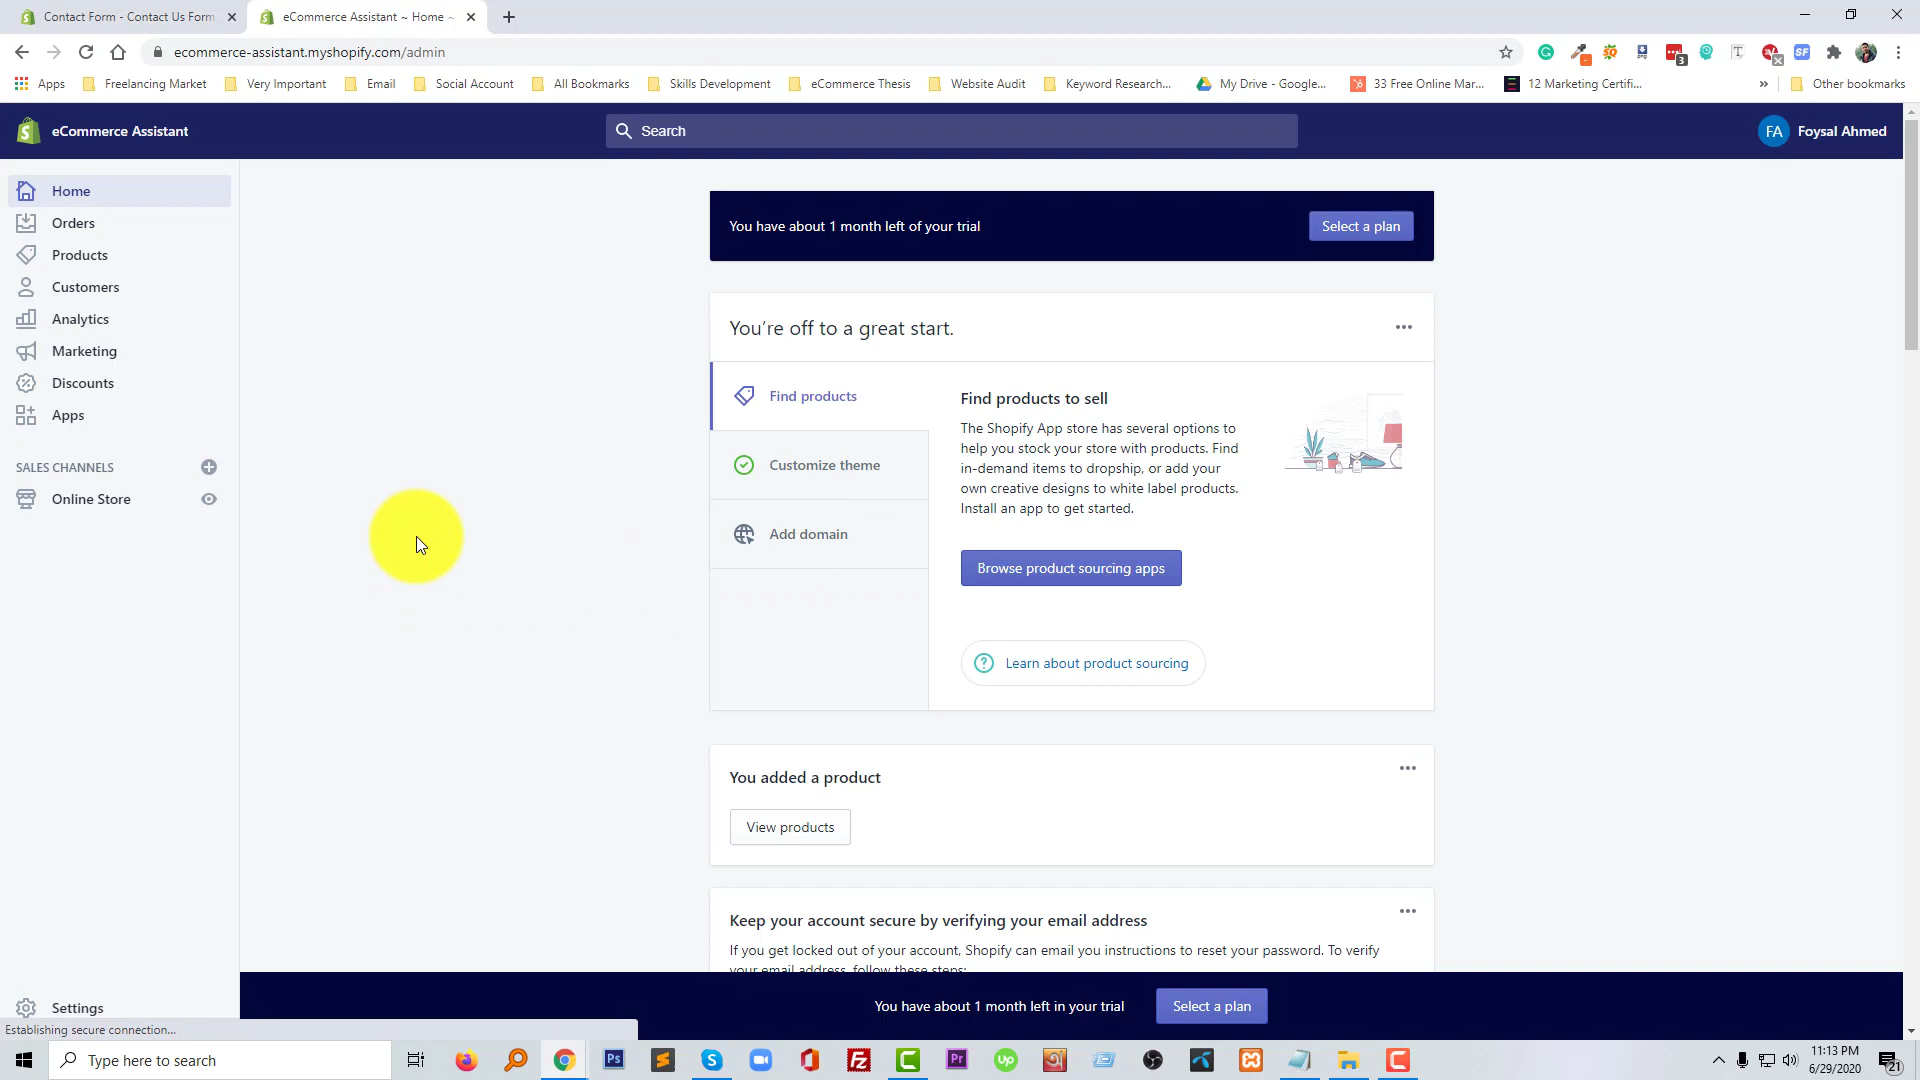 Contact Form - Contact Us Form
eCommerce Assistant ~ Home ~
ecommerce-assistant.myshopify.com/admin
Apps
Freelancing Market
Very Important
Email
Social Account
All Bookmarks
Skills Development
eCommerce Thesis
Website Audit
Keyword Research...
My Drive - Google...
33 Free Online Mar...
12 Marketing Certifi...
»
Other bookmarks
eCommerce Assistant
Search
FA
Foysal Ahmed
Home
Orders
Products
Customers
Analytics
Marketing
Discounts
Apps
SALES CHANNELS
Online Store
Settings
You have about 1 month left of your trial
Select a plan
You're off to a great start.
Find products
Customize theme
Add domain
Find products to sell
The Shopify App store has several options to
help you stock your store with products. Find
in-demand items to dropship, or add your
own creative designs to white label products.
Install an app to get started.
Browse product sourcing apps
Learn about product sourcing
You added a product
View products
Keep your account secure by verifying your email address
If you get locked out of your account, Shopify can email you instructions to reset your password. To verify
your email address, follow these steps:
You have about 1 month left in your trial
Select a plan
Establishing secure connection...
Type here to search
11:13 PM
6/29/2020
21